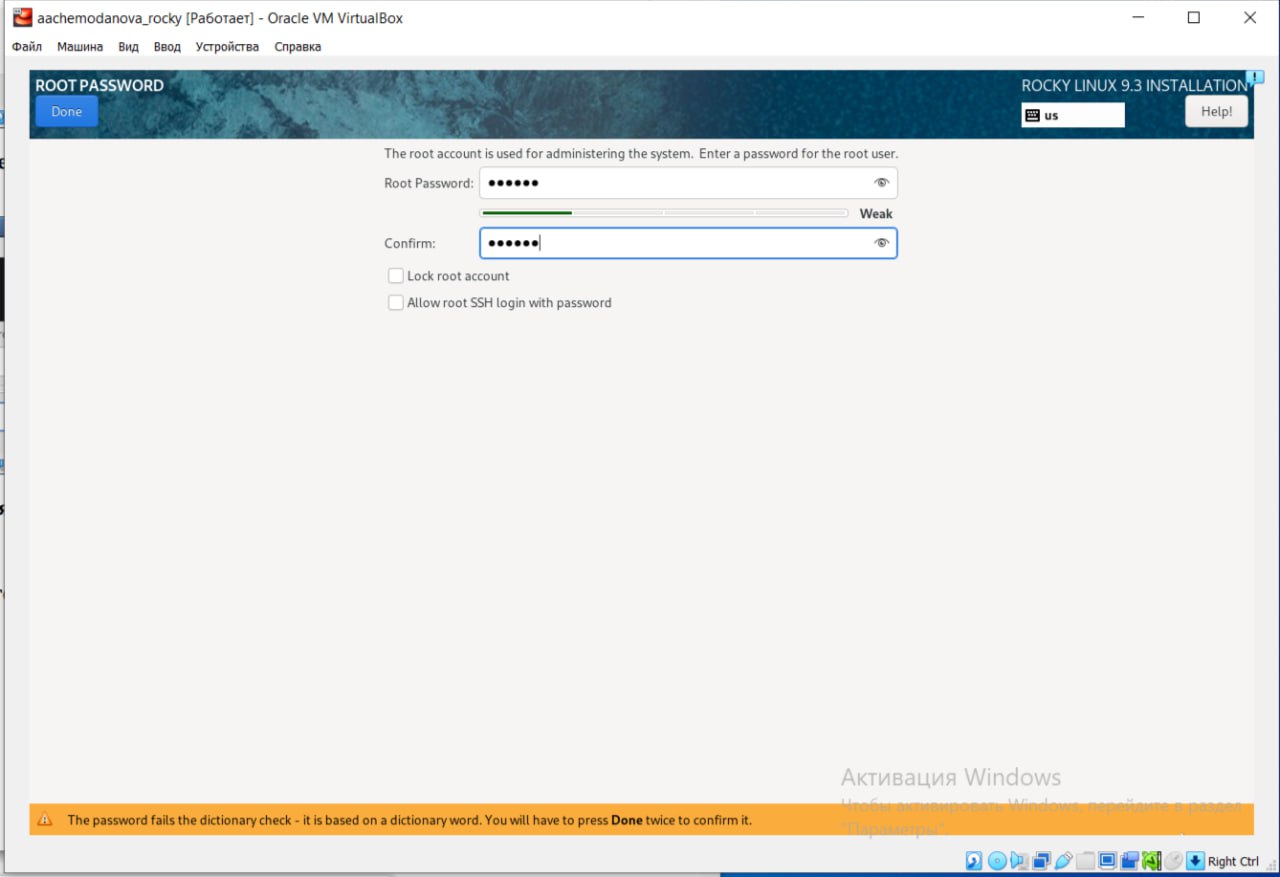 aachemodanova_rocky [Работает] - Oracle VM VirtualBox
Файл Машина Вид Ввод Устройства Справка
ROOT PASSWORD
ROCKY LINUX 9.3 INSTALLATION
Done
us
Help!
The root account is used for administering the system. Enter a password for the root user.
Root Password: ●●●●●●
Weak
Confirm: ●●●●●●
Lock root account
Allow root SSH login with password
Активация Windows
Чтобы активировать Windows, перейдите в раздел
"Параметры".
The password fails the dictionary check - it is based on a dictionary word. You will have to press Done twice to confirm it.
Right Ctrl